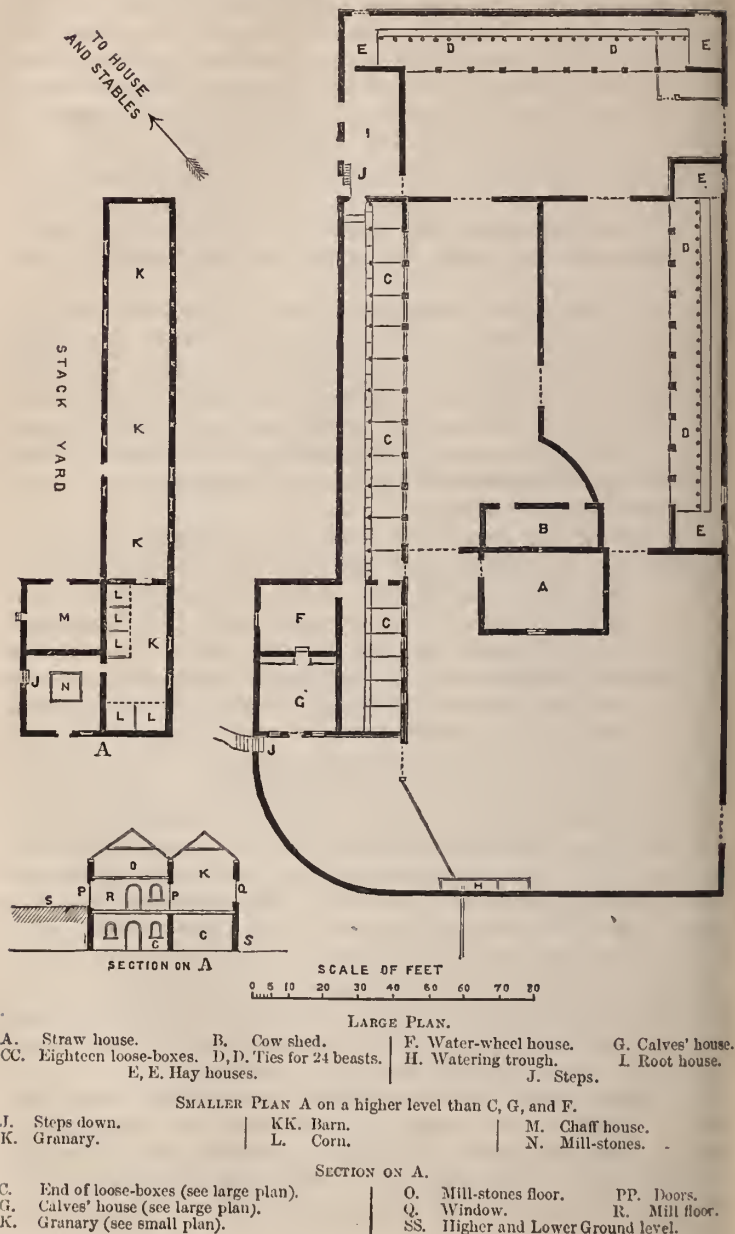 TO HOUSE
AND STABLES
E D D E
I
J
E
D
K
C
STACK YARD
K
C
D
K
B
E
A
L
M L K F C
L
J N G
L L
A
J
O
K
P R P Q
S
H
G C S
SECTION ON A
SCALE OF FEET
0 5 10 20 30 40 50 60 70 80
LARGE PLAN.
A. Straw house. B. Cow shed. F. Water-wheel house. G. Calves' house.
CC. Eighteen loose-boxes. D, D. Ties for 24 beasts. H. Watering trough. I. Root house.
E, E. Hay houses. J. Steps.
SMALLER PLAN A on a higher level than C, G, and F.
J. Steps down. KK. Barn. M. Chaff house.
K. Granary. L. Corn. N. Mill-stones.
SECTION ON A.
C. End of loose-boxes (see large plan). O. Mill-stones floor. PP. Doors.
G. Calves' house (see large plan). Q. Window. R. Mill floor.
K. Granary (see small plan). SS. Higher and Lower Ground level.